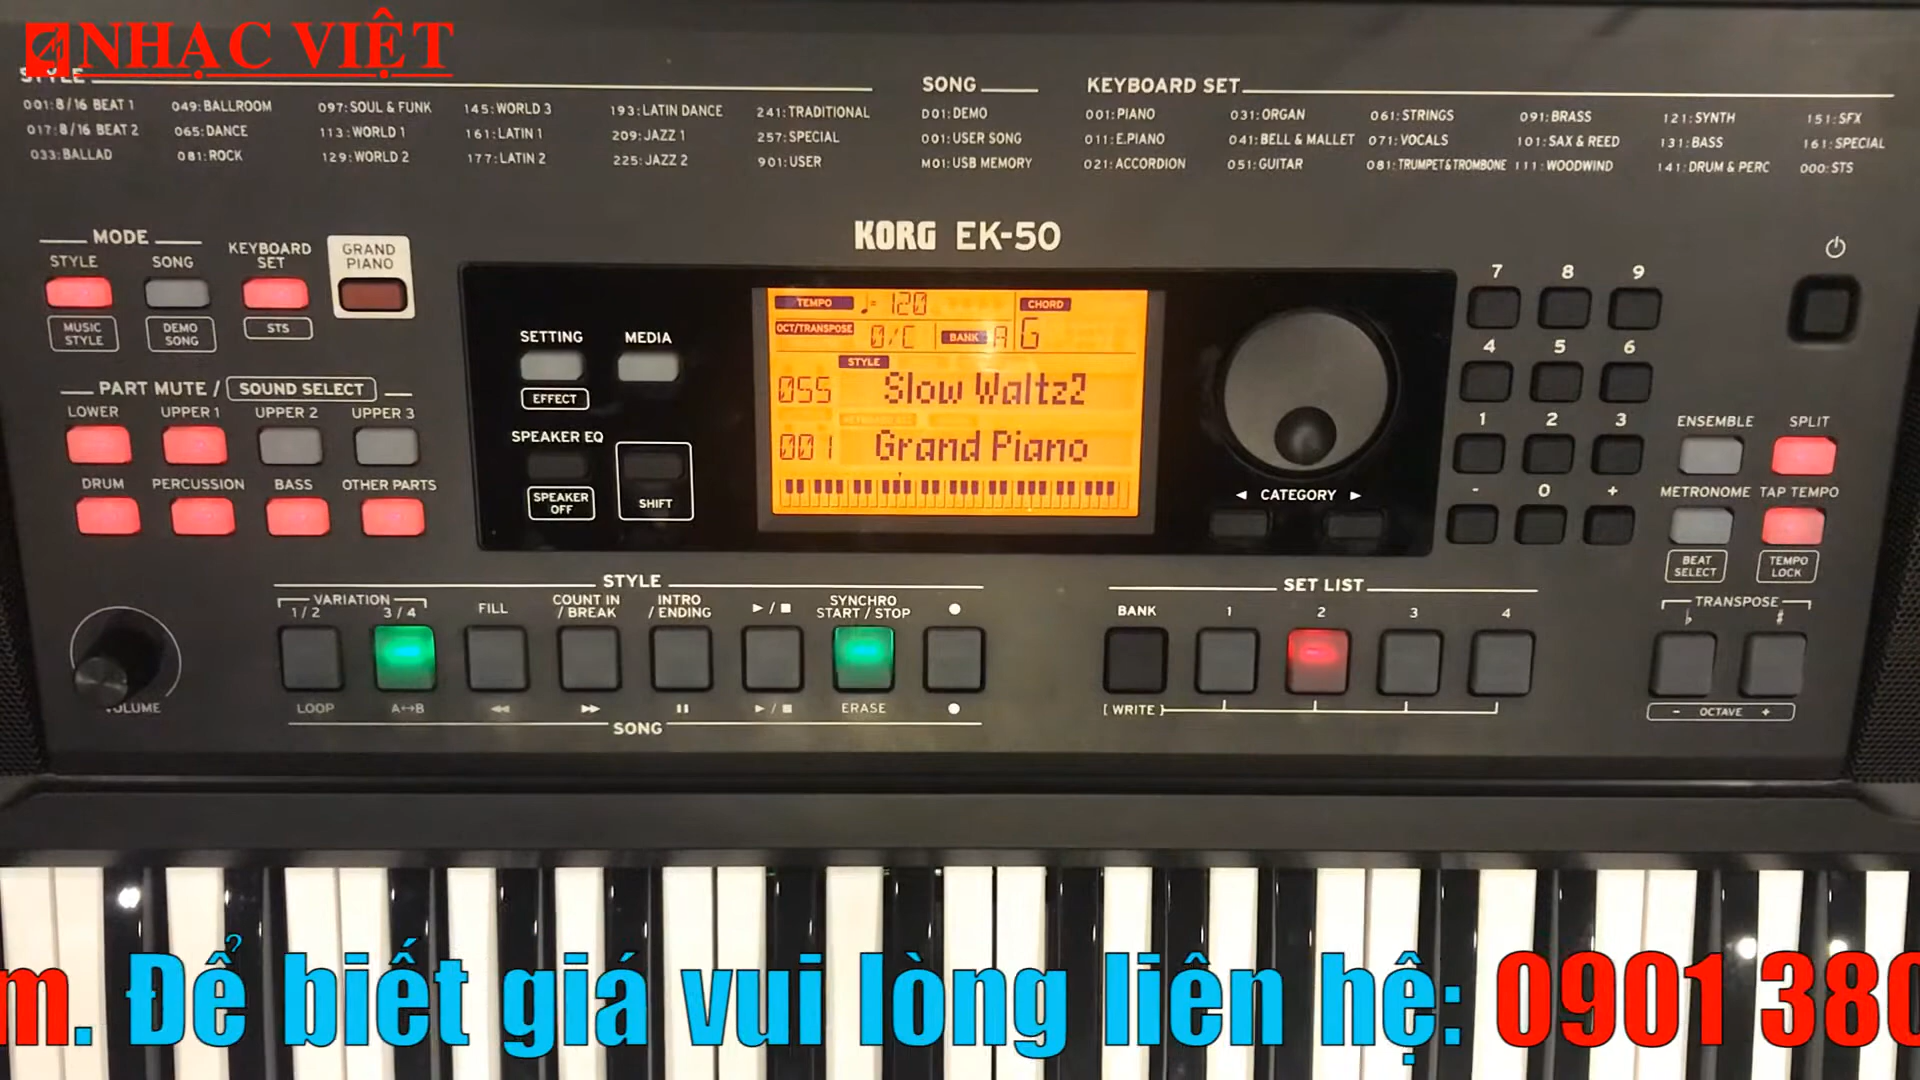 NHẠC VIỆT
STYLE
001:8/16 BEAT 1 049:BALLROOM 097:SOUL & FUNK 145:WORLD 3 193:LATIN DANCE 241:TRADITIONAL
017:8/16 BEAT 2 065:DANCE 113:WORLD 1 161:LATIN 1 209:JAZZ 1 257:SPECIAL
033:BALLAD 081:ROCK 129:WORLD 2 177:LATIN 2 225:JAZZ 2 901:USER
SONG
D01:DEMO
001:USER SONG
M01:USB MEMORY
KEYBOARD SET
001:PIANO 031:ORGAN 061:STRINGS 091:BRASS 121:SYNTH 151:SFX
011:E.PIANO 041:BELL & MALLET 071:VOCALS 101:SAX & REED 131:BASS 161:SPECIAL
021:ACCORDION 051:GUITAR 081:TRUMPET&TROMBONE 111:WOODWIND 141:DRUM & PERC 000:STS
KORG EK-50
MODE
STYLE SONG KEYBOARD SET GRAND PIANO
MUSIC STYLE DEMO SONG STS
PART MUTE / SOUND SELECT
LOWER UPPER 1 UPPER 2 UPPER 3
DRUM PERCUSSION BASS OTHER PARTS
SETTING MEDIA
EFFECT
SPEAKER EQ
SPEAKER OFF SHIFT
TEMPO ♩= 120 CHORD
OCT/TRANSPOSE 0/C BANK A G
STYLE
055 Slow Waltz2
001 Grand Piano
◀ CATEGORY ▶
7 8 9
4 5 6
1 2 3
- 0 +
ENSEMBLE SPLIT
METRONOME TAP TEMPO
BEAT SELECT TEMPO LOCK
VOLUME
STYLE
VARIATION
1/2 3/4 FILL COUNT IN / BREAK INTRO / ENDING ▶/■ SYNCHRO START / STOP ●
LOOP A↔B ◀◀ ▶▶ ▮▮ ▶/■ ERASE ●
SONG
SET LIST
BANK 1 2 3 4
[ WRITE ]
TRANSPOSE
♭ ♯
- OCTAVE +
m. Để biết giá vui lòng liên hệ: 0901 380